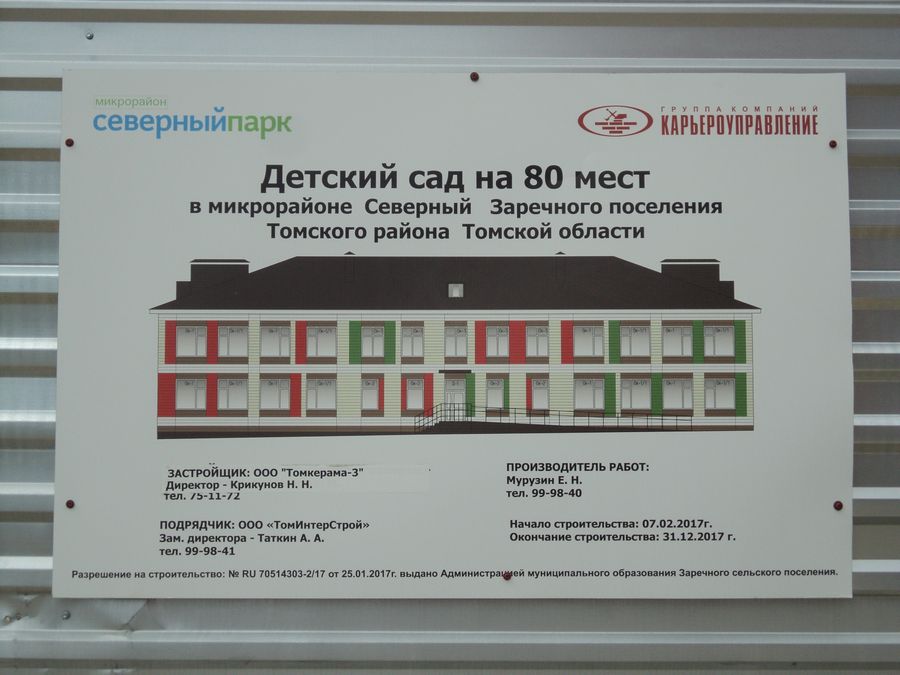 микрорайон
северныйпарк
ГРУППА КОМПАНИЙ
КАРЬЕРОУПРАВЛЕНИЕ
Детский сад на 80 мест
в микрорайоне Северный Заречного поселения
Томского района Томской области
ЗАСТРОЙЩИК: ООО "Томкерама-3"
Директор - Крикунов Н. Н.
тел. 75-11-72
ПОДРЯДЧИК: ООО «ТомИнтерСтрой»
Зам. директора - Таткин А. А.
тел. 99-98-41
ПРОИЗВОДИТЕЛЬ РАБОТ:
Мурузин Е. Н.
тел. 99-98-40
Начало строительства: 07.02.2017г.
Окончание строительства: 31.12.2017 г.
Разрешение на строительство: № RU 70514303-2/17 от 25.01.2017г. выдано Администрацией муниципального образования Заречного сельского поселения.